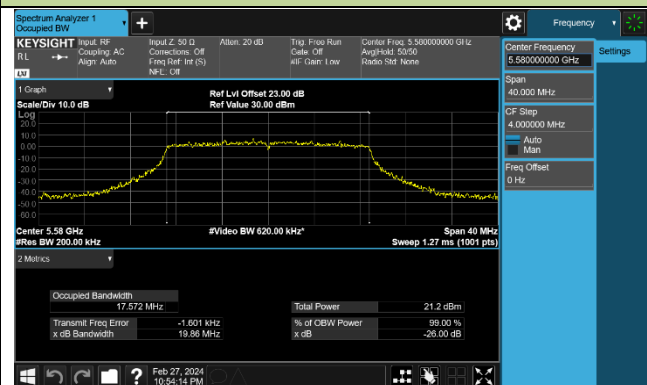 Spectrum Analyzer 1
Occupied BW
+
Frequency
KEYSIGHT
RL
LXI
Input: RF
Coupling: AC
Align: Auto
Input Z: 50 Ω
Corrections: Off
Freq Ref: Int (S)
NFE: Off
Atten: 20 dB
Trig: Free Run
Gate: Off
#IF Gain: Low
Center Freq: 5.580000000 GHz
Avg|Hold: 50/50
Radio Std: None
Center Frequency
5.580000000 GHz
Settings
Span
40.000 MHz
CF Step
4.000000 MHz
Auto
Man
Freq Offset
0 Hz
1 Graph
Scale/Div 10.0 dB
Ref Lvl Offset 23.00 dB
Ref Value 30.00 dBm
Log
20.0
10.0
0.00
-10.0
-20.0
-30.0
-40.0
-50.0
-60.0
Center 5.58 GHz
#Res BW 200.00 kHz
#Video BW 620.00 kHz*
Span 40 MHz
Sweep 1.27 ms (1001 pts)
2 Metrics
Occupied Bandwidth
17.572 MHz
Total Power 21.2 dBm
Transmit Freq Error -1.601 kHz
% of OBW Power 99.00 %
x dB Bandwidth 19.86 MHz
x dB -26.00 dB
?
Feb 27, 2024
10:54:14 PM